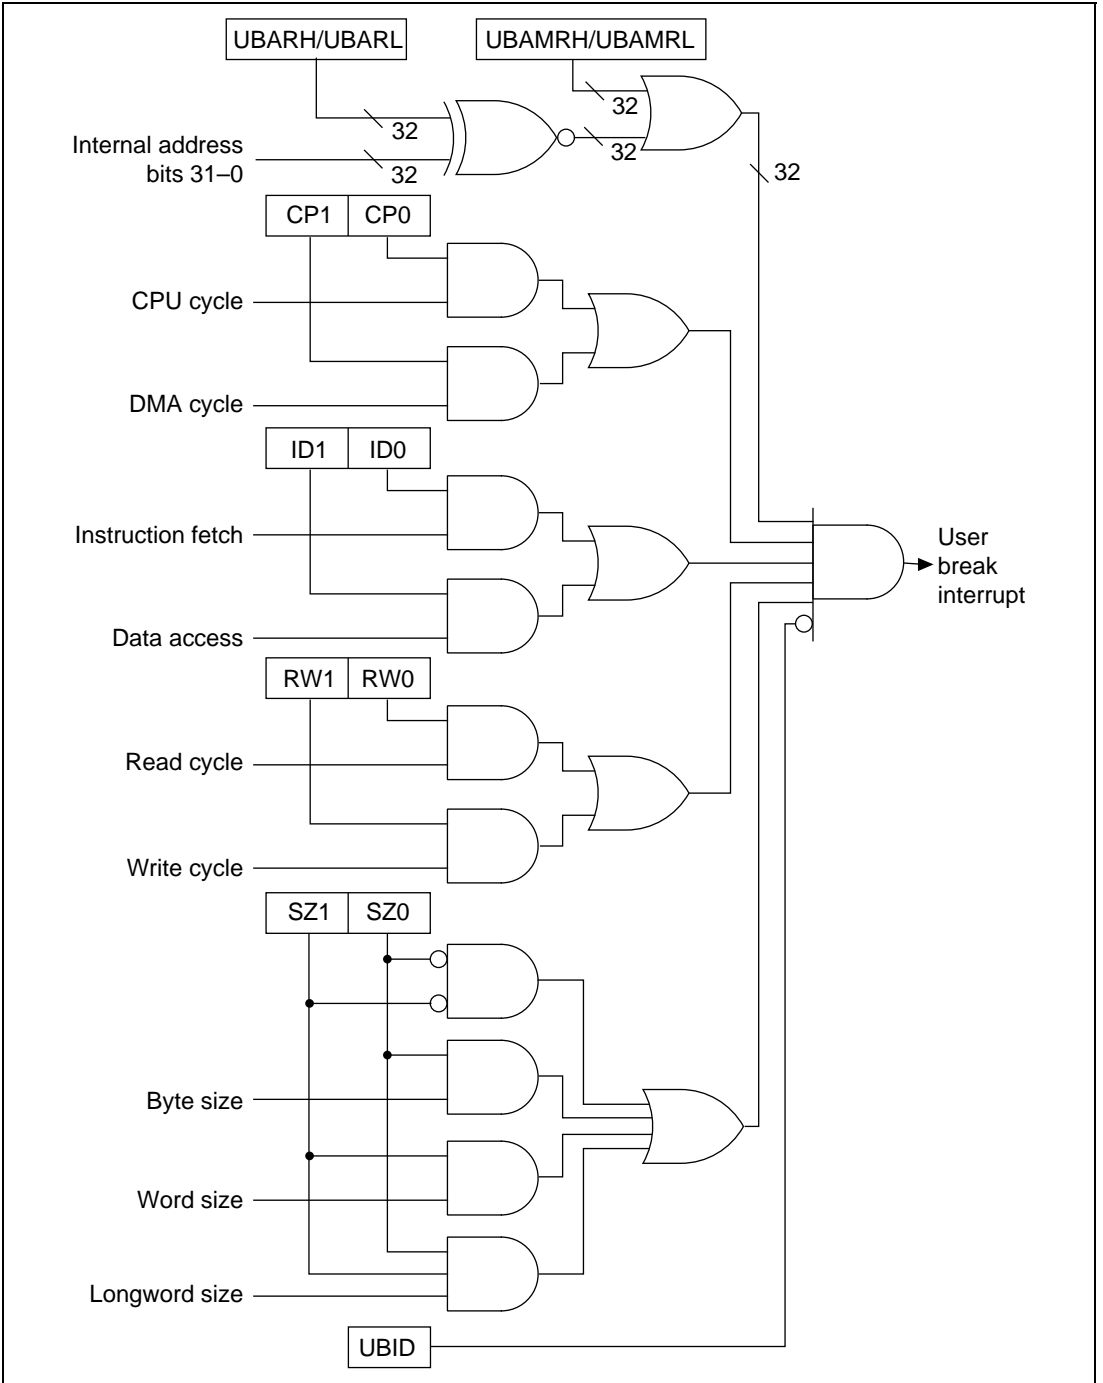 UBARH/UBARL
UBAMRH/UBAMRL
32
32
32
32
32
Internal address
bits 31–0
CP1
CP0
CPU cycle
DMA cycle
ID1
ID0
Instruction fetch
Data access
User
break
interrupt
RW1
RW0
Read cycle
Write cycle
SZ1
SZ0
Byte size
Word size
Longword size
UBID